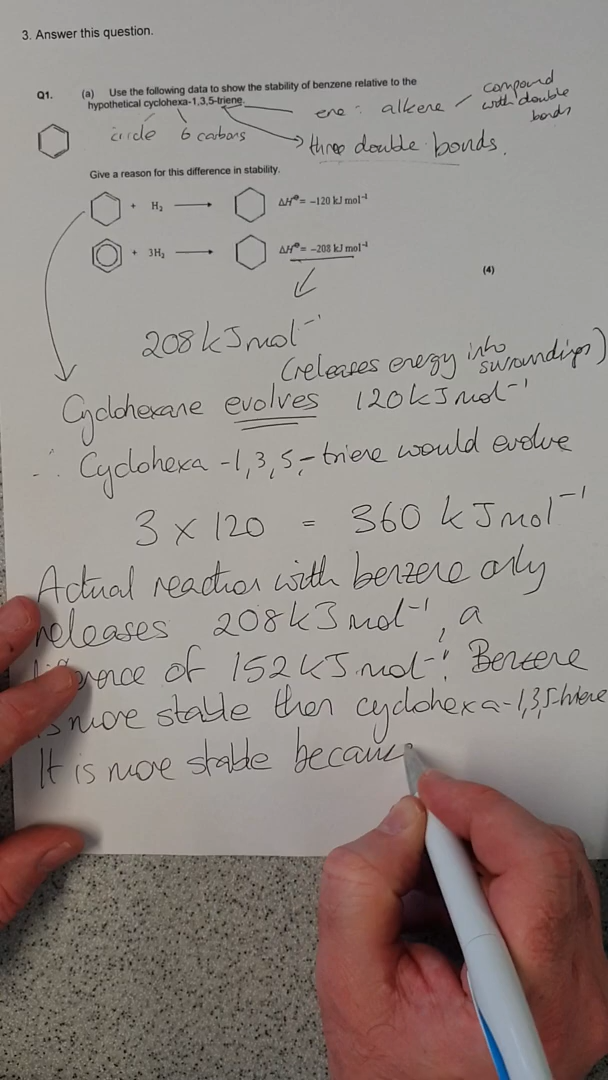 3. Answer this question.
Q1. (a) Use the following data to show the stability of benzene relative to the
hypothetical cyclohexa-1,3,5-triene.
ene: alkene / compound with double bonds
circle 6 carbons
three double bonds.
Give a reason for this difference in stability.
+ H₂ ΔH⦵= −120 kJ mol⁻¹
+ 3H₂ ΔH⦵= −208 kJ mol⁻¹
(4)
208 kJ mol⁻¹
(releases energy into surroundings)
Cyclohexane evolves 120 kJ mol⁻¹
∴ Cyclohexa -1,3,5,- triene would evolve
3 x 120 = 360 kJ mol⁻¹
Actual reaction with benzene only
releases 208 kJ mol⁻¹, a
of 152 kJ mol⁻¹. Benzene
is more stable then cyclohexa-1,3,5-triene
It is more stable because